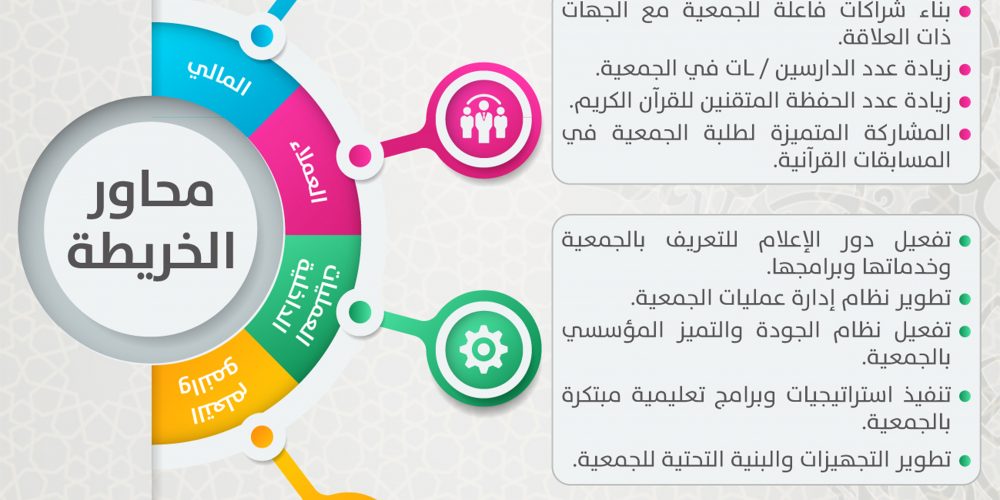 محاور
الخريطة
المالي
العملاء
العمليات
الداخلية
التعلم
والنمو
بناء شراكات فاعلة للجمعية مع الجهات
ذات العلاقة.
زيادة عدد الدارسين / ات في الجمعية.
زيادة عدد الحفظة المتقنين للقرآن الكريم.
المشاركة المتميزة لطلبة الجمعية في
المسابقات القرآنية.
تفعيل دور الإعلام للتعريف بالجمعية
وخدماتها وبرامجها.
تطوير نظام إدارة عمليات الجمعية.
تفعيل نظام الجودة والتميز المؤسسي
بالجمعية.
تنفيذ استراتيجيات وبرامج تعليمية مبتكرة
بالجمعية.
تطوير التجهيزات والبنية التحتية للجمعية.